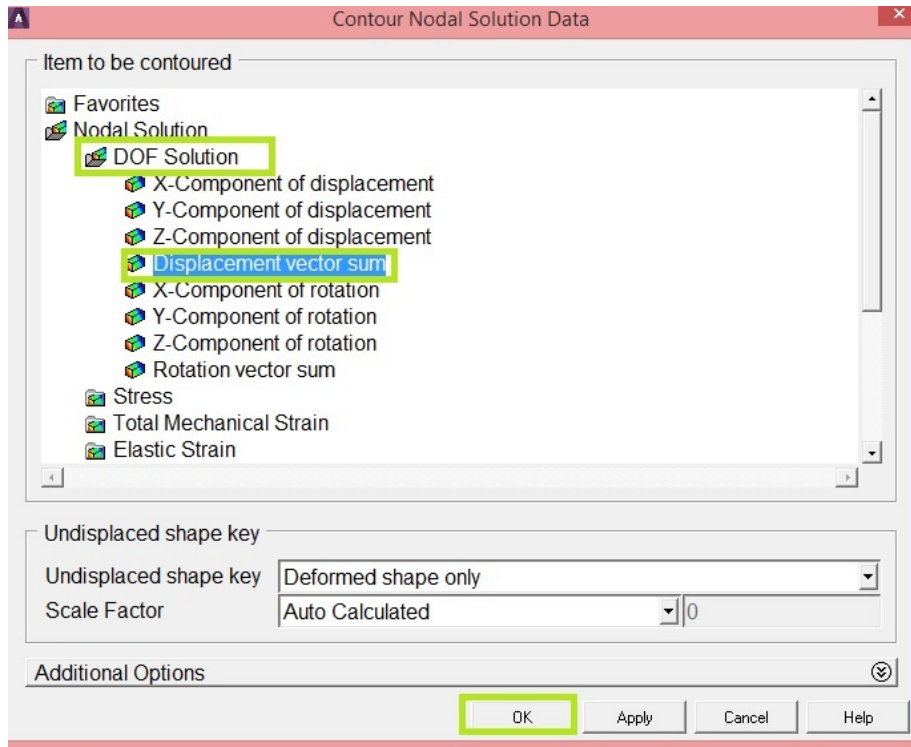 Contour Nodal Solution Data
Item to be contoured
Favorites
Nodal Solution
DOF Solution
X-Component of displacement
Y-Component of displacement
Z-Component of displacement
Displacement vector sum
X-Component of rotation
Y-Component of rotation
Z-Component of rotation
Rotation vector sum
Stress
Total Mechanical Strain
Elastic Strain
Undisplaced shape key
Undisplaced shape key Deformed shape only
Scale Factor Auto Calculated 0
Additional Options
OK Apply Cancel Help